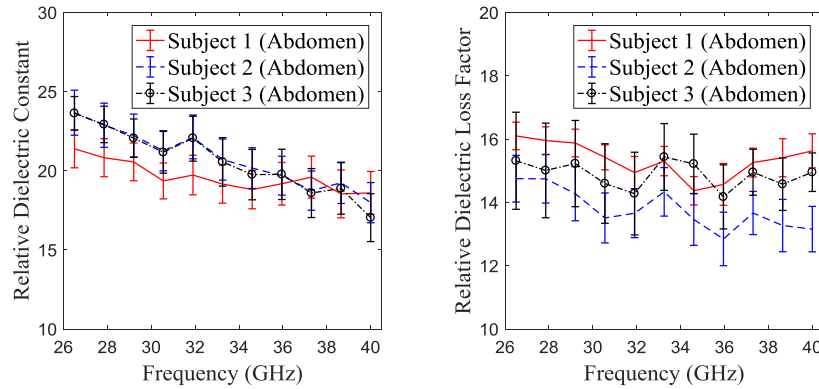 Relative Dielectric Constant
30
25
20
15
10
26 28 30 32 34 36 38 40
Frequency (GHz)
Subject 1 (Abdomen)
Subject 2 (Abdomen)
Subject 3 (Abdomen)
Relative Dielectric Loss Factor
20
18
16
14
12
10
26 28 30 32 34 36 38 40
Frequency (GHz)
Subject 1 (Abdomen)
Subject 2 (Abdomen)
Subject 3 (Abdomen)